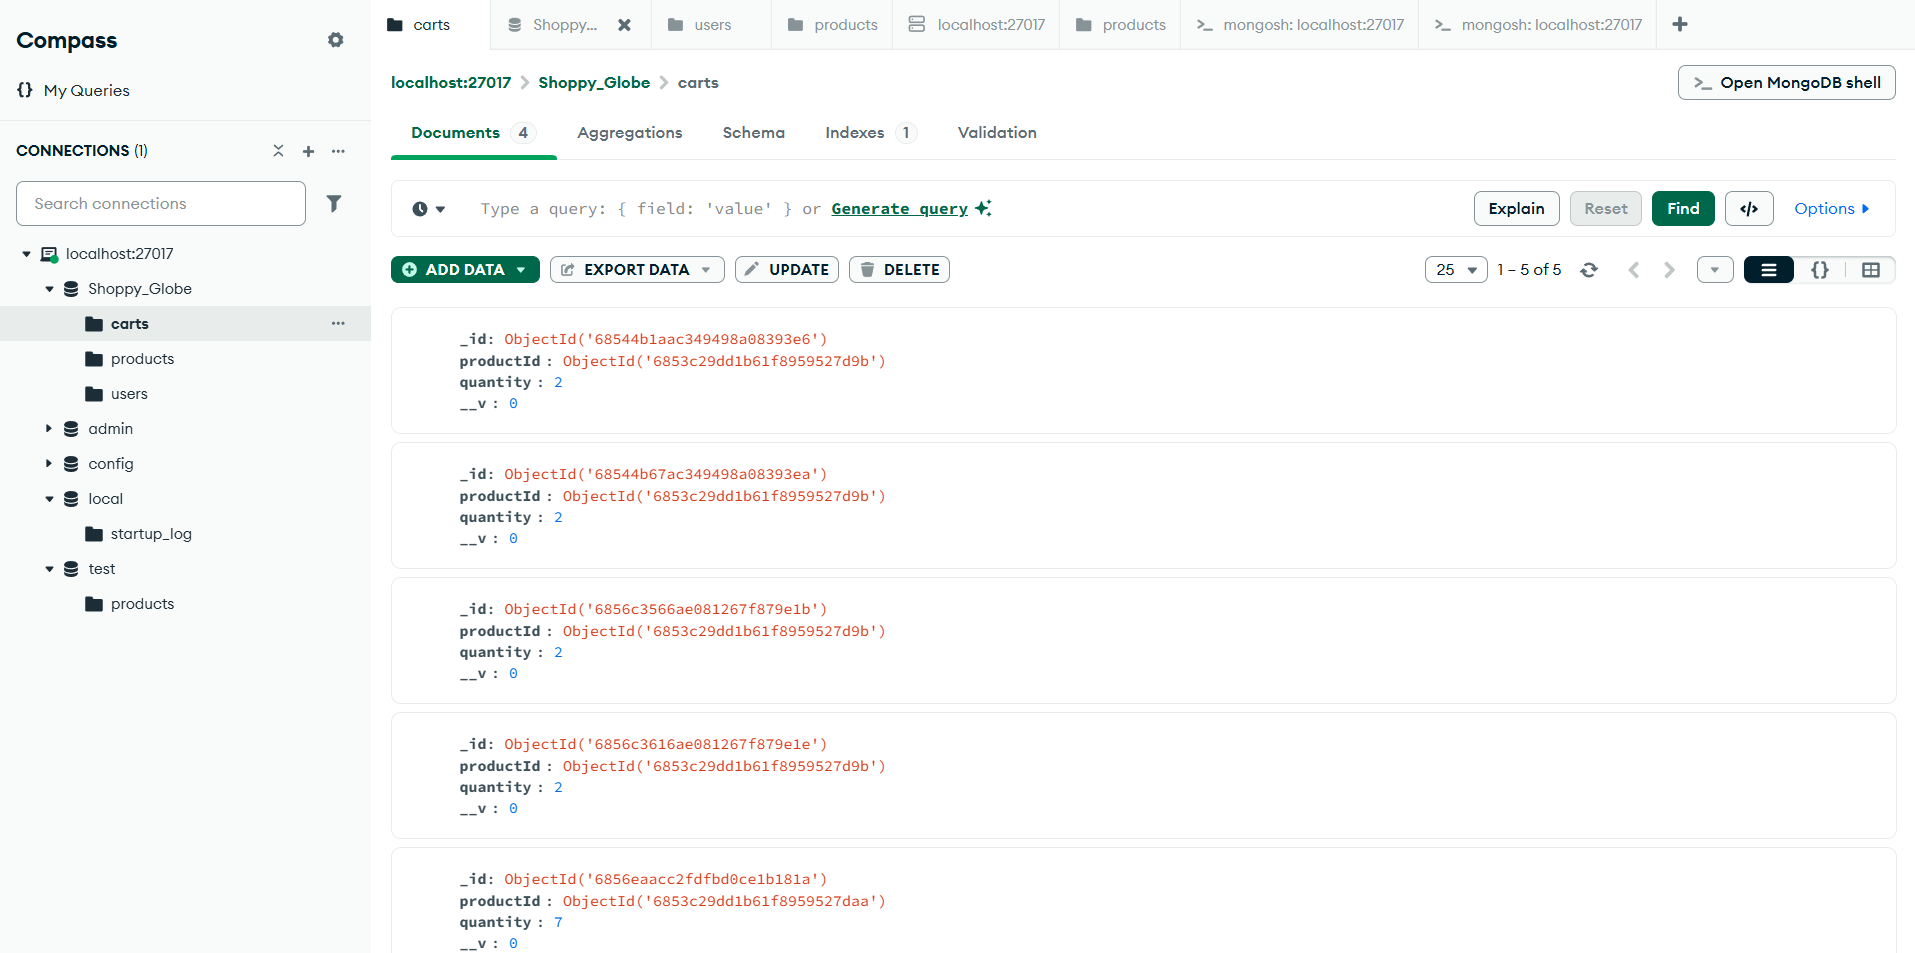 Compass
My Queries
CONNECTIONS (1)
Search connections
localhost:27017
Shoppy_Globe
carts
products
users
admin
config
local
startup_log
test
products
carts
Shoppy...
users
products
localhost:27017
products
mongosh: localhost:27017
mongosh: localhost:27017
localhost:27017 > Shoppy_Globe > carts
Open MongoDB shell
Documents 4
Aggregations
Schema
Indexes 1
Validation
Type a query: { field: 'value' } or Generate query
Explain
Reset
Find
</>
Options
ADD DATA
EXPORT DATA
UPDATE
DELETE
25
1 – 5 of 5
{}
_id: ObjectId('68544b1aac349498a08393e6')
productId : ObjectId('6853c29dd1b61f8959527d9b')
quantity : 2
__v : 0
_id: ObjectId('68544b67ac349498a08393ea')
productId : ObjectId('6853c29dd1b61f8959527d9b')
quantity : 2
__v : 0
_id: ObjectId('6856c3566ae081267f879e1b')
productId : ObjectId('6853c29dd1b61f8959527d9b')
quantity : 2
__v : 0
_id: ObjectId('6856c3616ae081267f879e1e')
productId : ObjectId('6853c29dd1b61f8959527d9b')
quantity : 2
__v : 0
_id: ObjectId('6856eaacc2fdfbd0ce1b181a')
productId : ObjectId('6853c29dd1b61f8959527daa')
quantity : 7
__v : 0